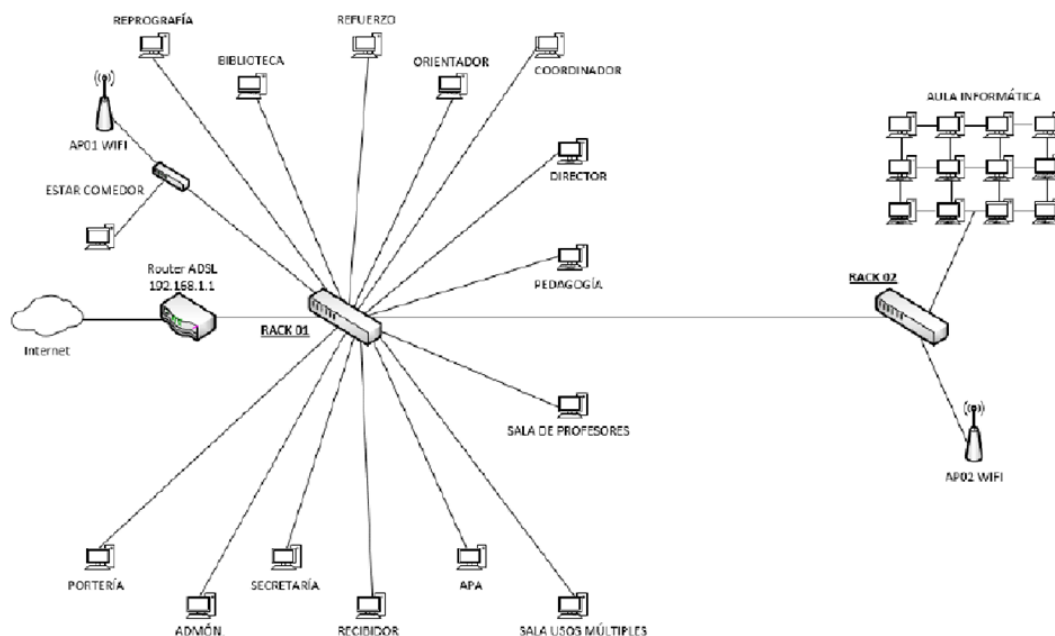 REPROGRAFÍA
REFUERZO
BIBLIOTECA
ORIENTADOR
COORDINADOR
AULA INFORMÁTICA
AP01 WIFI
DIRECTOR
ESTAR COMEDOR
Router ADSL
192.168.1.1
PEDAGOGÍA
RACK 02
RACK 01
Internet
SALA DE PROFESORES
AP02 WIFI
PORTERÍA
SECRETARÍA
APA
ADMÓN.
RECIBIDOR
SALA USOS MÚLTIPLES